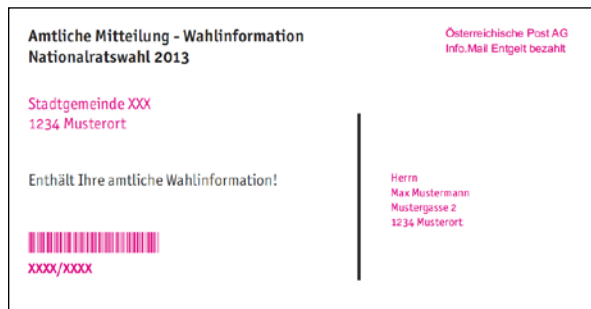 Amtliche Mitteilung - Wahlinformation
Nationalratswahl 2013
Österreichische Post AG
Info.Mail Entgelt bezahlt
Stadtgemeinde XXX
1234 Musterort
Enthält Ihre amtliche Wahlinformation!
Herrn
Max Mustermann
Mustergasse 2
1234 Musterort
XXXX/XXXX